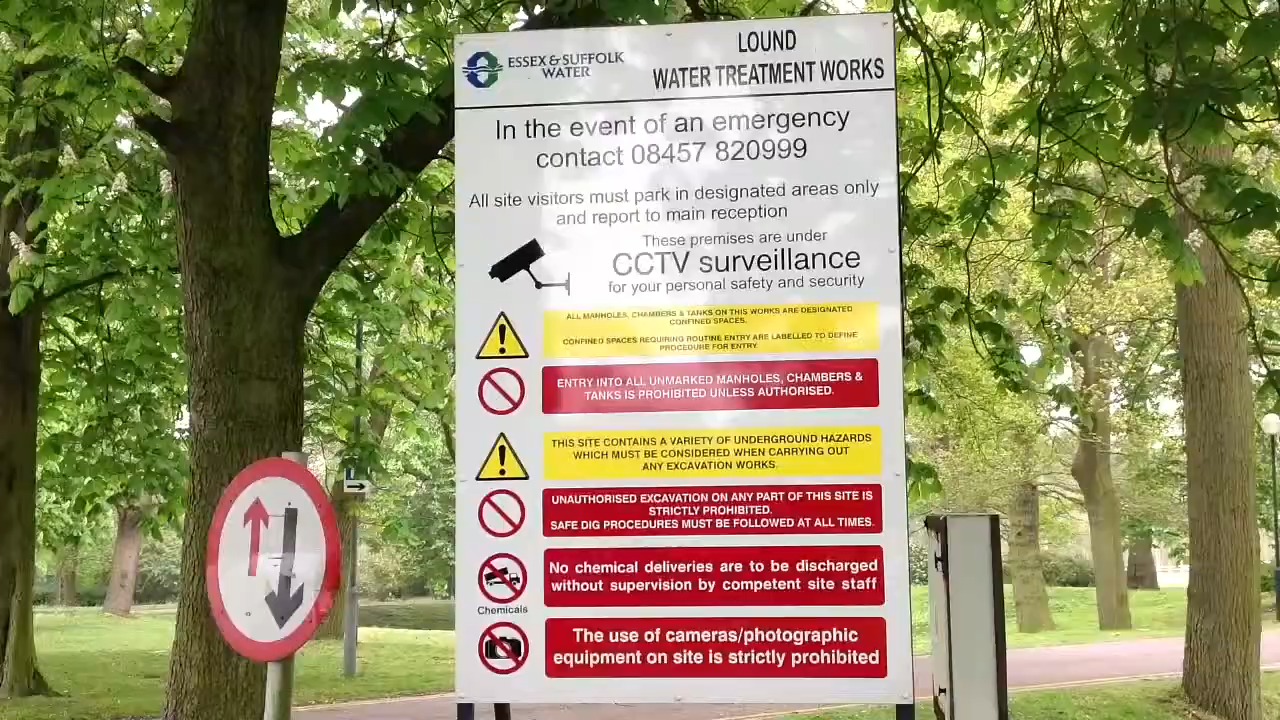 ESSEX & SUFFOLK
WATER
LOUND
WATER TREATMENT WORKS
In the event of an emergency
contact 08457 820999
All site visitors must park in designated areas only
and report to main reception
These premises are under
CCTV surveillance
for your personal safety and security
ALL MANHOLES, CHAMBERS & TANKS ON THIS WORKS ARE DESIGNATED
CONFINED SPACES.
CONFINED SPACES REQUIRING ROUTINE ENTRY ARE LABELLED TO DEFINE
PROCEDURE FOR ENTRY.
ENTRY INTO ALL UNMARKED MANHOLES, CHAMBERS &
TANKS IS PROHIBITED UNLESS AUTHORISED.
THIS SITE CONTAINS A VARIETY OF UNDERGROUND HAZARDS
WHICH MUST BE CONSIDERED WHEN CARRYING OUT
ANY EXCAVATION WORKS.
UNAUTHORISED EXCAVATION ON ANY PART OF THIS SITE IS
STRICTLY PROHIBITED.
SAFE DIG PROCEDURES MUST BE FOLLOWED AT ALL TIMES.
No chemical deliveries are to be discharged
without supervision by competent site staff
Chemicals
The use of cameras/photographic
equipment on site is strictly prohibited